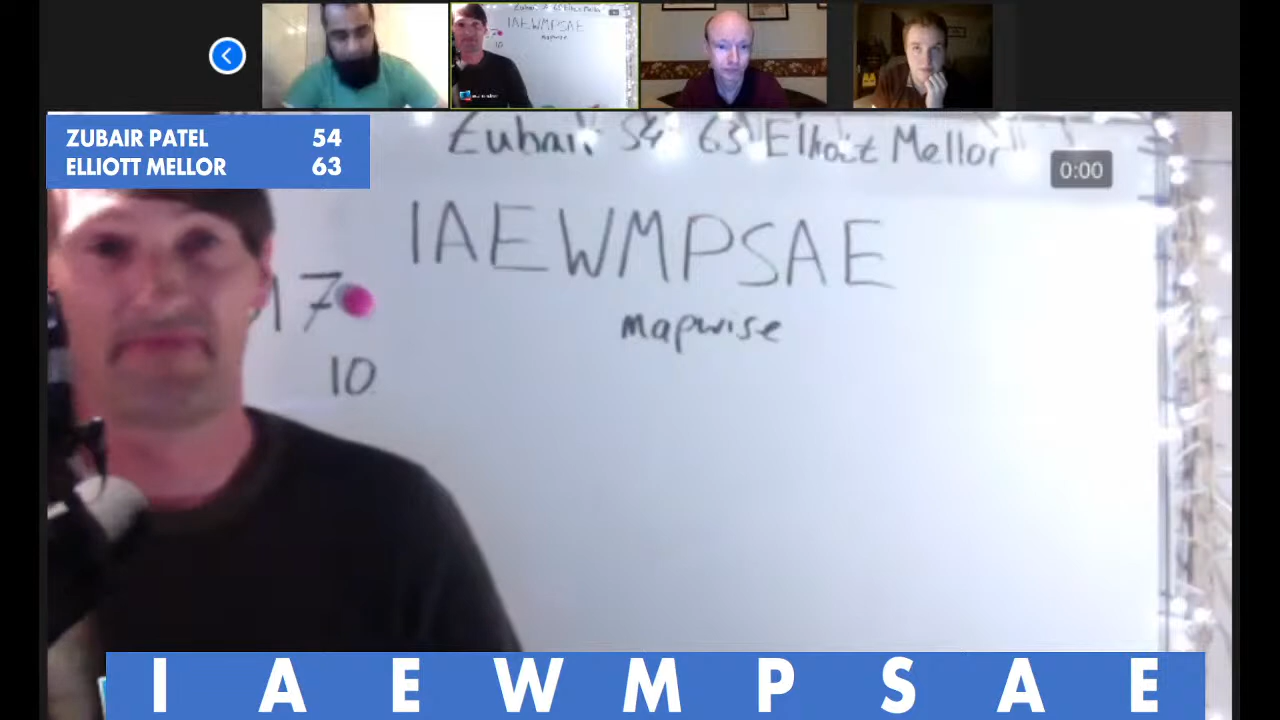 ZUBAIR PATEL 54
ELLIOTT MELLOR 63
Zubair 54 63 Elliott Mellor
0:00
IAEWMPSAE
17
mapwise
10
I A E W M P S A E